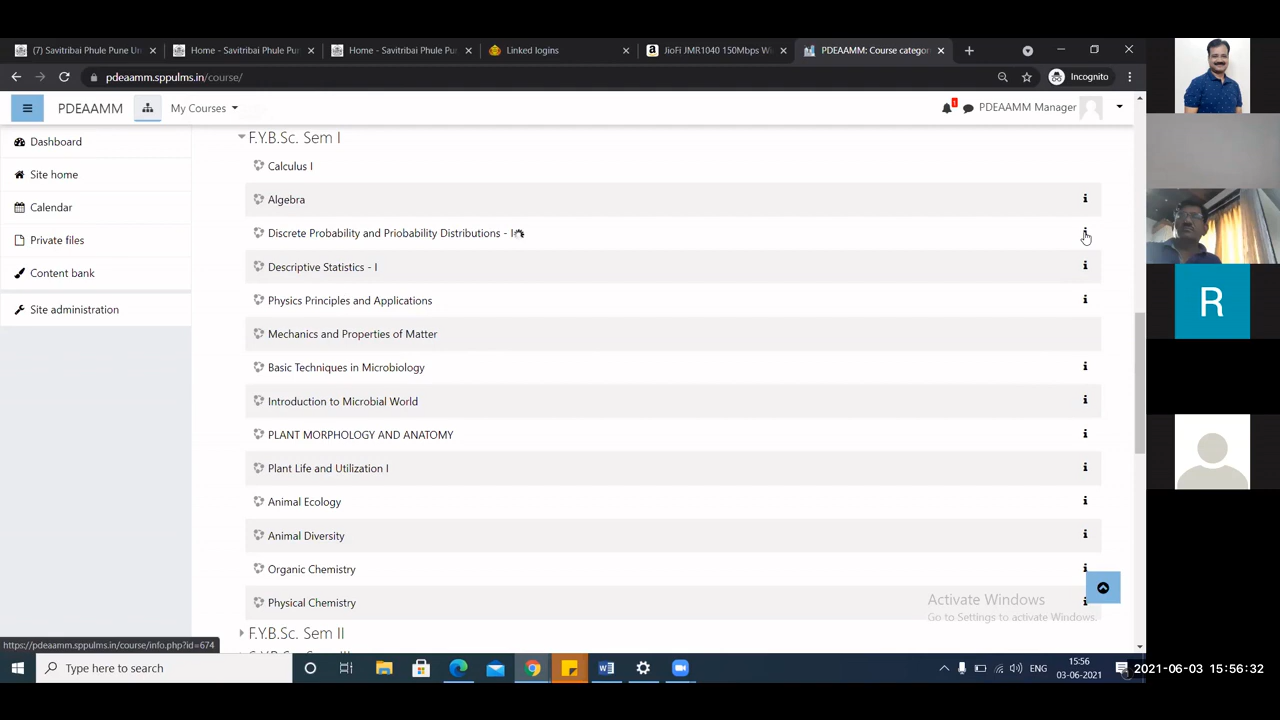 (7) Savitribai Phule Pune Un
Home - Savitribai Phule Pu
Home - Savitribai Phule Pu
Linked logins
JioFi JMR1040 150Mbps W
PDEAAMM: Course categor
pdeaamm.sppulms.in/course/
Incognito
PDEAAMM
My Courses
1
PDEAAMM Manager
Dashboard
Site home
Calendar
Private files
Content bank
Site administration
F.Y.B.Sc. Sem I
Calculus I
Algebra
Discrete Probability and Priobability Distributions - I
Descriptive Statistics - I
Physics Principles and Applications
Mechanics and Properties of Matter
Basic Techniques in Microbiology
Introduction to Microbial World
PLANT MORPHOLOGY AND ANATOMY
Plant Life and Utilization I
Animal Ecology
Animal Diversity
Organic Chemistry
Physical Chemistry
F.Y.B.Sc. Sem II
Activate Windows
Go to Settings to activate Windows.
https://pdeaamm.sppulms.in/course/info.php?id=674
Type here to search
ENG
15:56
03-06-2021
R
2021-06-03 15:56:32